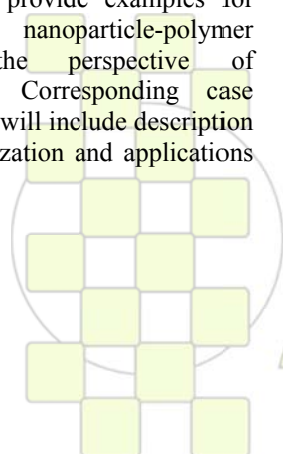 provide examples for
nanoparticle-polymer
the perspective of
Corresponding case
will include description
zation and applications